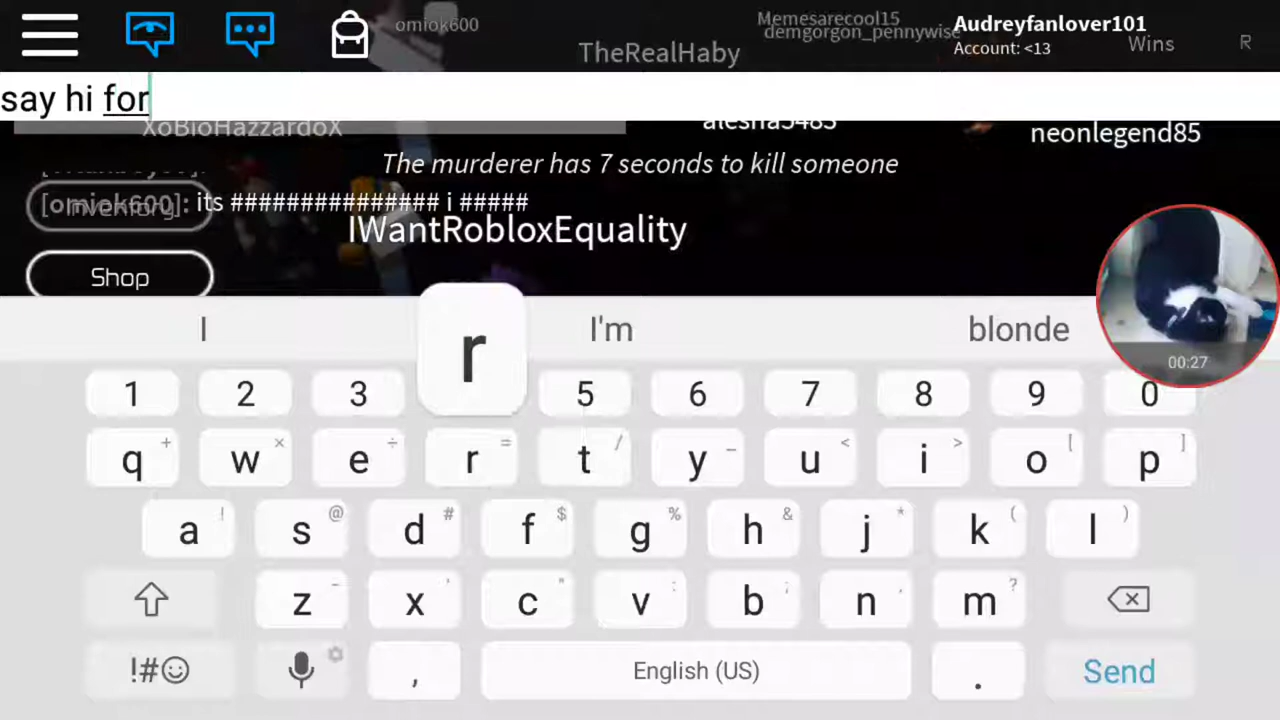 omiok600
Memesarecool15
demgorgon_pennywise
TheRealHaby
Audreyfanlover101
Account: <13
Wins
R
say hi for
XoBioHazzardoX
alesha5485
neonlegend85
The murderer has 7 seconds to kill someone
[omiok600]: its ############### i #####
Inventory
IWantRobloxEquality
Shop
00:27
I
r
I'm
blonde
1 2 3 5 6 7 8 9 0
q + w × e ÷ r = t / y _ u < i > o [ p ]
a ! s @ d # f $ g % h & j * k ( l )
z - x ' c " v : b ; n , m ?
!#☺ , English (US) . Send